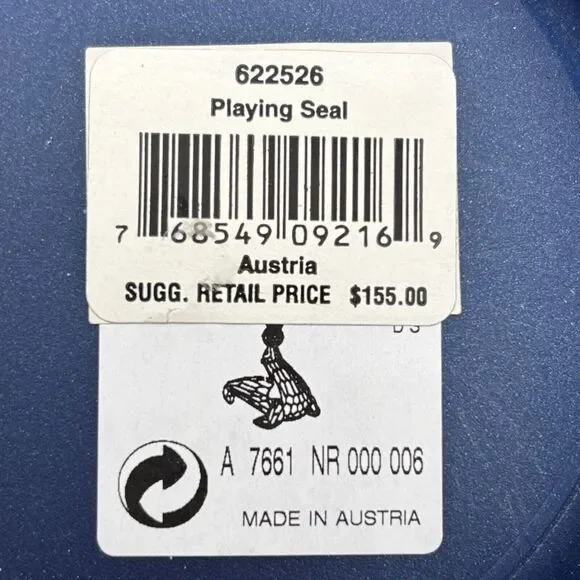 622526
Playing Seal
7 68549 09216 9
Austria
SUGG. RETAIL PRICE $155.00
A 7661 NR 000 006
MADE IN AUSTRIA